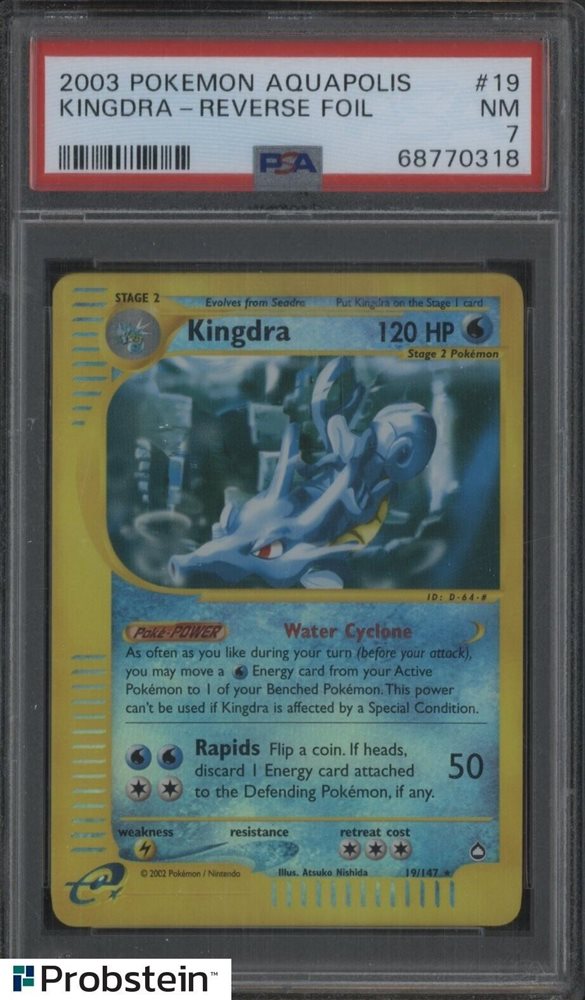 2003 POKEMON AQUAPOLIS #19
KINGDRA - REVERSE FOIL NM
7
68770318
PSA
STAGE 2 Evolves from Seadra Put Kingdra on the Stage 1 card
Kingdra 120 HP
Stage 2 Pokémon
ID: D-64-#
Poké-POWER Water Cyclone
As often as you like during your turn (before your attack),
you may move a Energy card from your Active
Pokémon to 1 of your Benched Pokémon. This power
can't be used if Kingdra is affected by a Special Condition.
Rapids Flip a coin. If heads, 50
discard 1 Energy card attached
to the Defending Pokémon, if any.
weakness resistance retreat cost
© 2002 Pokémon / Nintendo Illus. Atsuko Nishida 19/147 ★
e
Probstein™